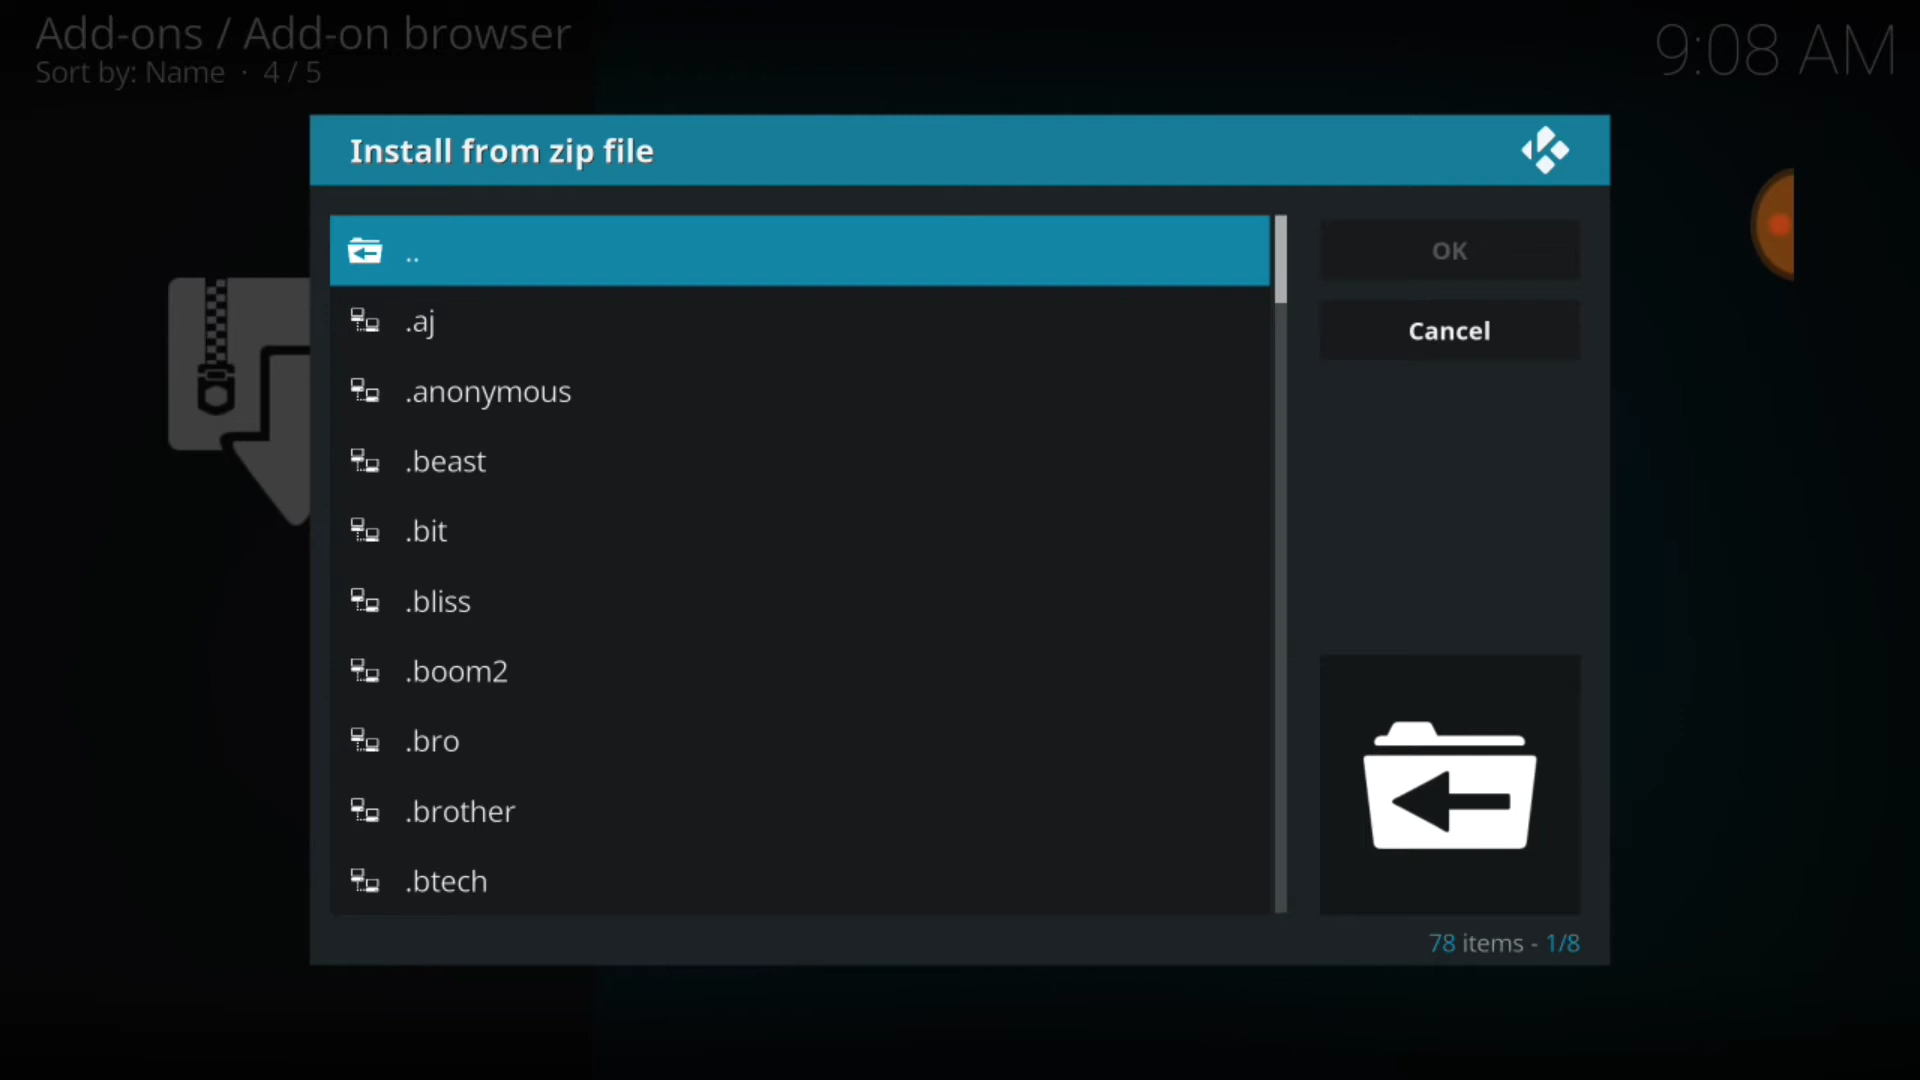 Add-ons / Add-on browser
Sort by: Name · 4 / 5
9:08 AM
Install from zip file
..
.aj
.anonymous
.beast
.bit
.bliss
.boom2
.bro
.brother
.btech
OK
Cancel
78 items - 1/8